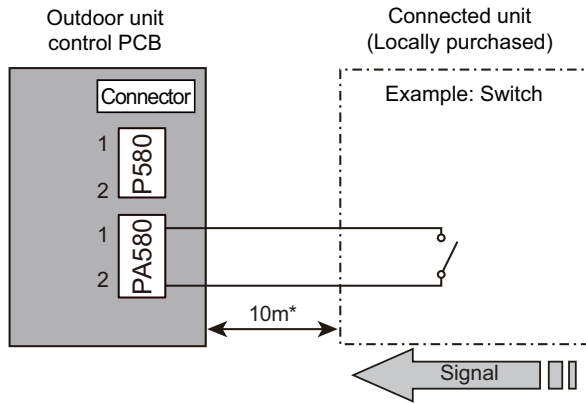 Outdoor unit
control PCB
Connected unit
(Locally purchased)
Connector
Example: Switch
1
2
P580
1
2
PA580
10m*
Signal